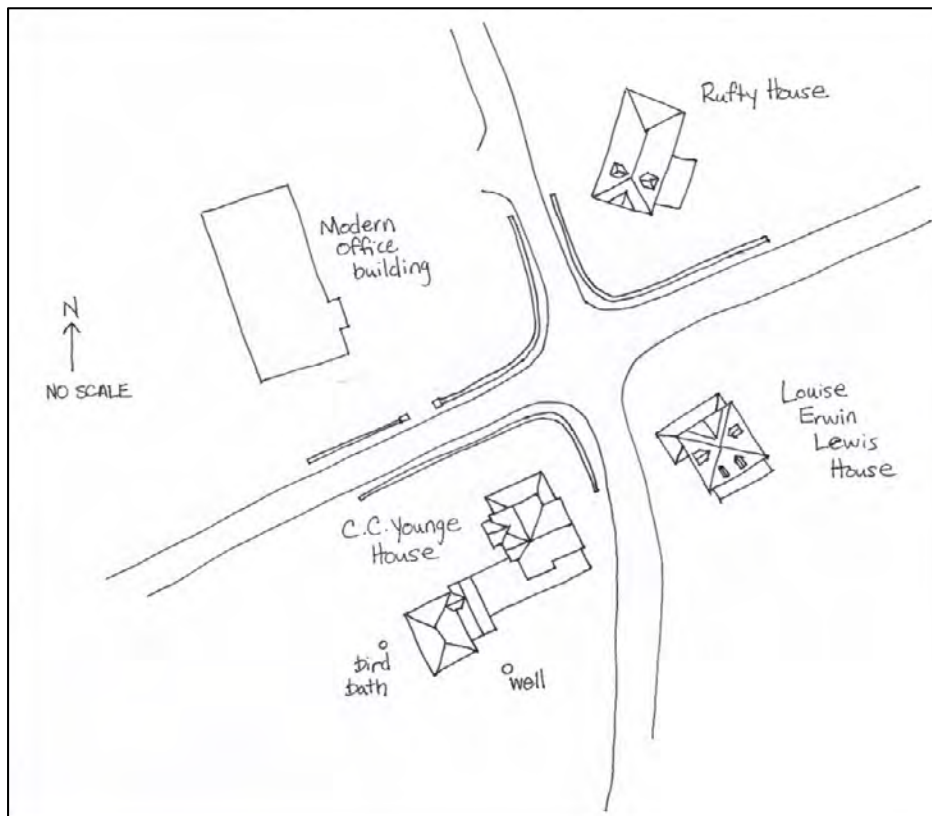 Rufty House
Modern
office
building
N
NO SCALE
Louise
Erwin
Lewis
House
C.C. Younge
House
bird
bath
well